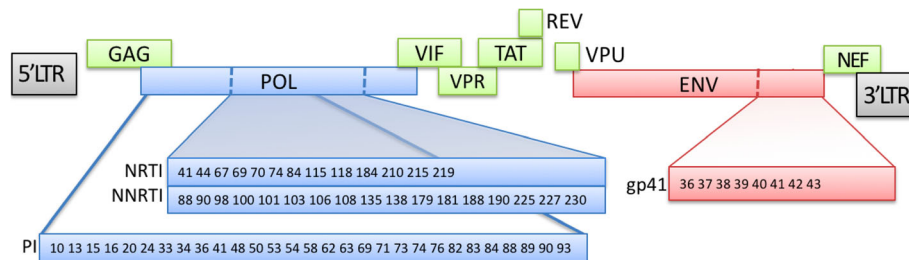 REV
GAG VIF TAT VPU NEF
5'LTR POL VPR ENV 3'LTR
NRTI 41 44 67 69 70 74 84 115 118 184 210 215 219
NNRTI 88 90 98 100 101 103 106 108 135 138 179 181 188 190 225 227 230
gp41 36 37 38 39 40 41 42 43
PI 10 13 15 16 20 24 33 34 36 41 48 50 53 54 58 62 63 69 71 73 74 76 82 83 84 88 89 90 93